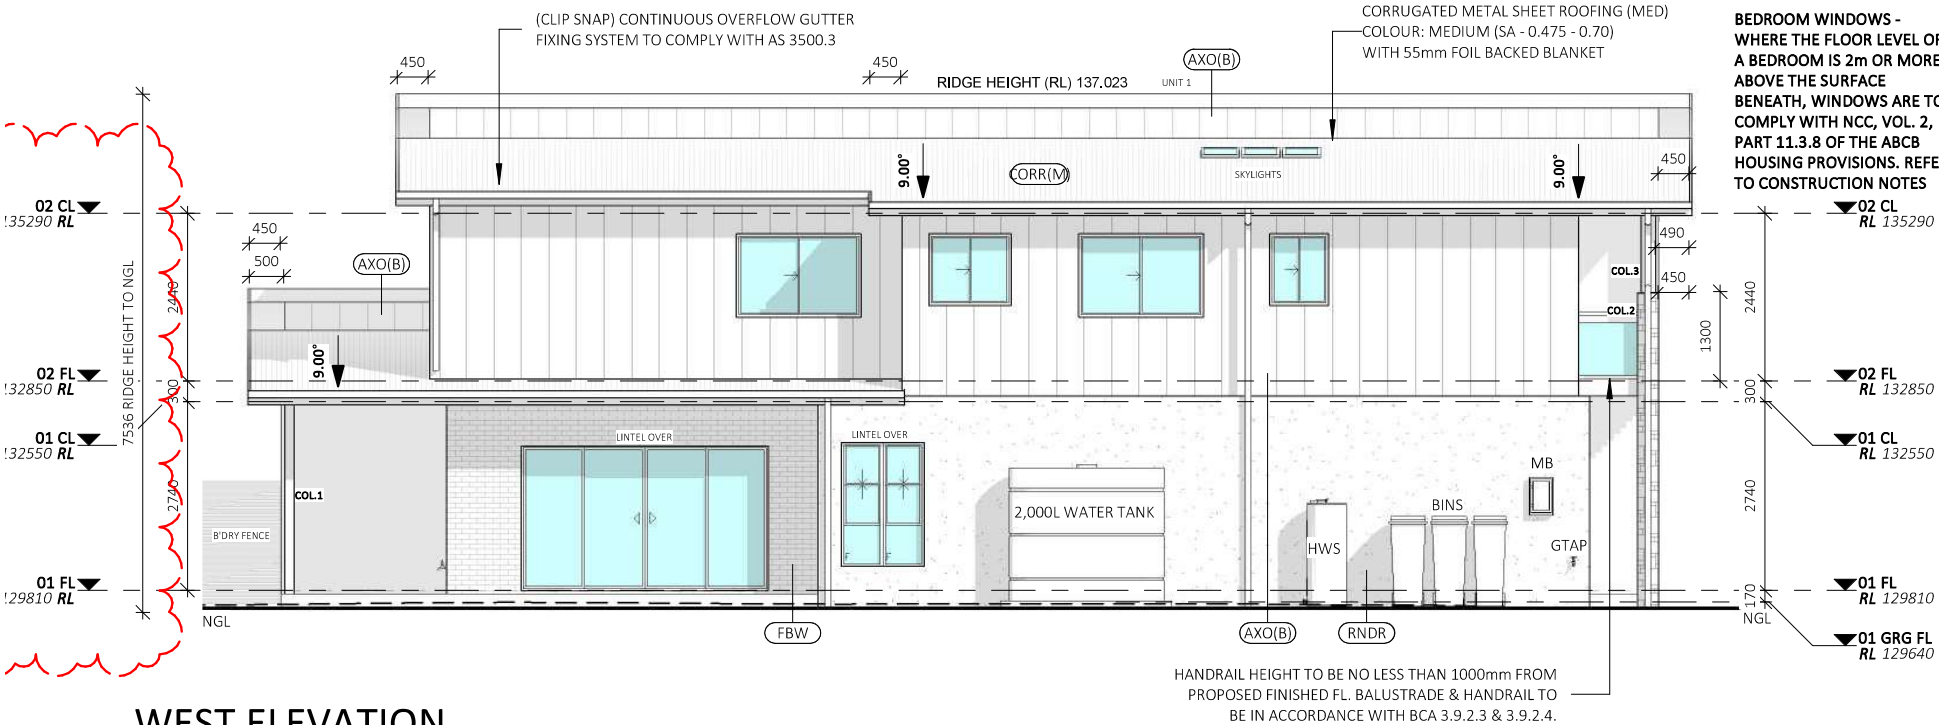 (CLIP SNAP) CONTINUOUS OVERFLOW GUTTER
FIXING SYSTEM TO COMPLY WITH AS 3500.3
CORRUGATED METAL SHEET ROOFING (MED)
COLOUR: MEDIUM (SA - 0.475 - 0.70)
WITH 55mm FOIL BACKED BLANKET
BEDROOM WINDOWS -
WHERE THE FLOOR LEVEL OF
A BEDROOM IS 2m OR MORE
ABOVE THE SURFACE
BENEATH, WINDOWS ARE TO
COMPLY WITH NCC, VOL. 2,
PART 11.3.8 OF THE ABCB
HOUSING PROVISIONS. REFE
TO CONSTRUCTION NOTES
450
450
AXO(B)
RIDGE HEIGHT (RL) 137.023
UNIT 1
450
9.00°
CORR(M)
SKYLIGHTS
9.00°
02 CL
135290 RL
02 CL
RL 135290
450
500
AXO(B)
490
450
COL.3
COL.2
2440
2440
1300
7536 RIDGE HEIGHT TO NGL
9.00°
02 FL
132850 RL
02 FL
RL 132850
300
300
01 CL
132550 RL
01 CL
RL 132550
LINTEL OVER
LINTEL OVER
COL.1
2740
2740
MB
2,000L WATER TANK
BINS
B'DRY FENCE
HWS
GTAP
F
F
01 FL
129810 RL
01 FL
RL 129810
170
NGL
NGL
FBW
AXO(B)
RNDR
01 GRG FL
RL 129640
HANDRAIL HEIGHT TO BE NO LESS THAN 1000mm FROM
PROPOSED FINISHED FL. BALUSTRADE & HANDRAIL TO
BE IN ACCORDANCE WITH BCA 3.9.2.3 & 3.9.2.4.
WEST ELEVATION